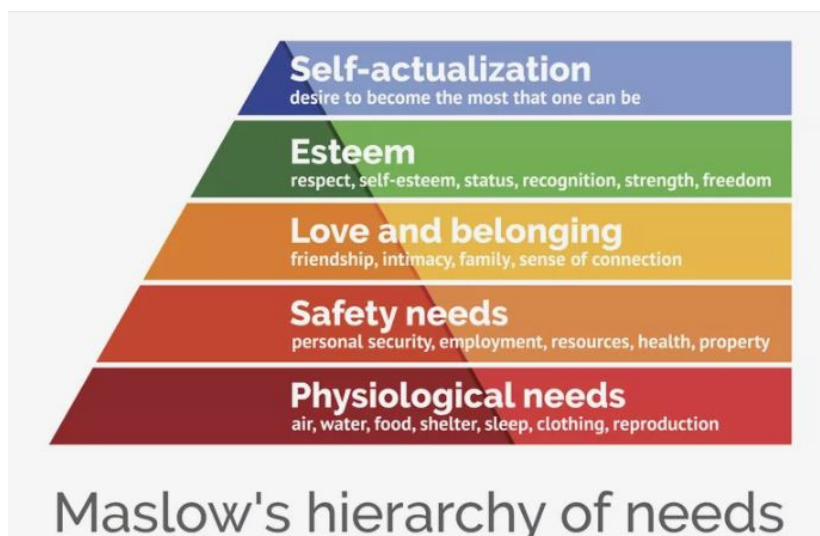 Self-actualization
desire to become the most that one can be
Esteem
respect, self-esteem, status, recognition, strength, freedom
Love and belonging
friendship, intimacy, family, sense of connection
Safety needs
personal security, employment, resources, health, property
Physiological needs
air, water, food, shelter, sleep, clothing, reproduction
Maslow's hierarchy of needs